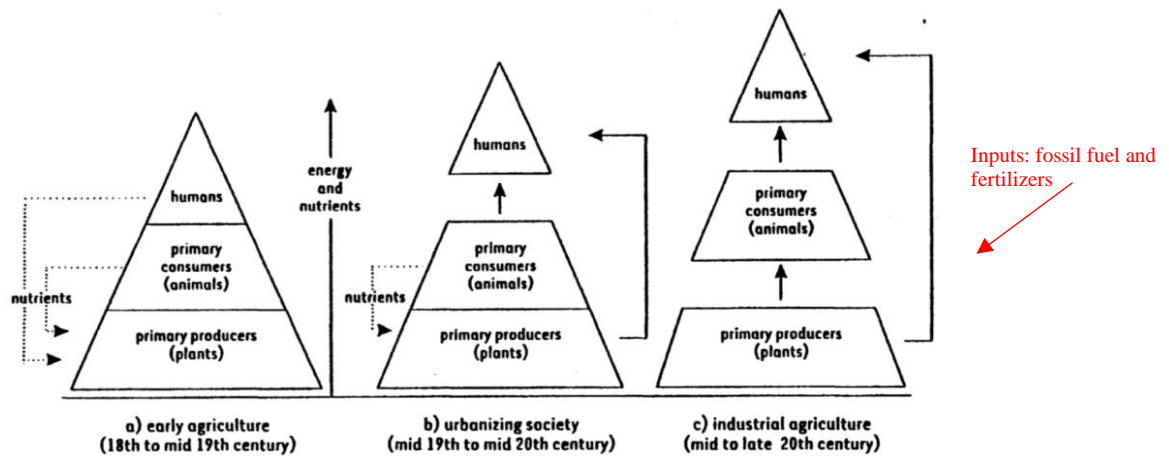 humans
primary
consumers
(animals)
primary producers
(plants)
nutrients
energy
and
nutrients
a) early agriculture
(18th to mid 19th century)
humans
primary
consumers
(animals)
primary producers
(plants)
nutrients
b) urbanizing society
(mid 19th to mid 20th century)
humans
primary
consumers
(animals)
primary producers
(plants)
c) industrial agriculture
(mid to late 20th century)
Inputs: fossil fuel and
fertilizers